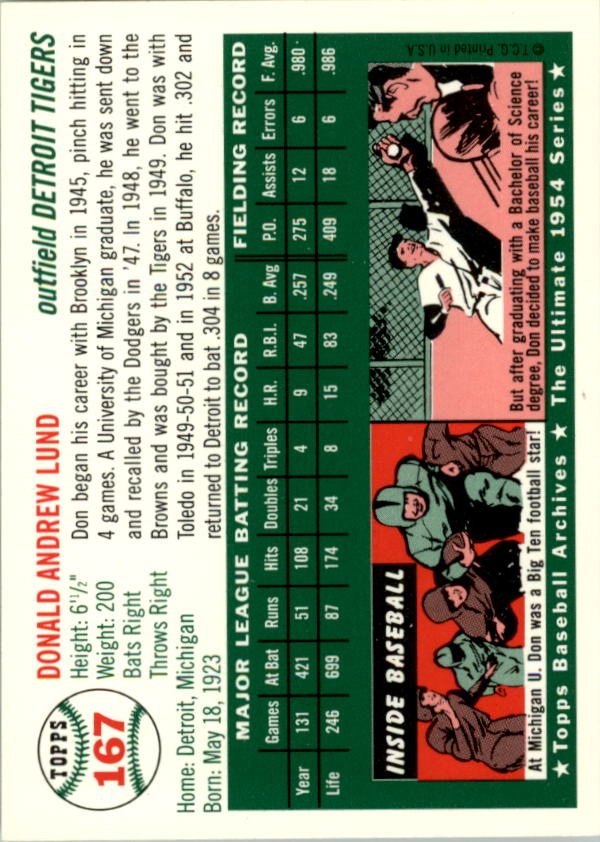 TOPPS
167
DONALD ANDREW LUND
outfield DETROIT TIGERS
Height: 6'½"
Weight: 200
Bats Right
Throws Right
Home: Detroit, Michigan
Born: May 18, 1923
Don began his career with Brooklyn in 1945, pinch hitting in
4 games. A University of Michigan graduate, he was sent down
and recalled by the Dodgers in '47. In 1948, he went to the
Browns and was bought by the Tigers in 1949. Don was with
Toledo in 1949-50-51 and in 1952 at Buffalo, he hit .302 and
returned to Detroit to bat .304 in 8 games.
MAJOR LEAGUE BATTING RECORD FIELDING RECORD
Games At Bat Runs Hits Doubles Triples H.R. R.B.I. B. Avg P.O. Assists Errors F. Avg.
Year 131 421 51 108 21 4 9 47 .257 275 12 6 .980
Life 246 699 87 174 34 8 15 83 .249 409 18 6 .986
INSIDE BASEBALL
At Michigan U. Don was a Big Ten football star!
But after graduating with a Bachelor of Science
degree, Don decided to make baseball his career!
★ Topps Baseball Archives ★ The Ultimate 1954 Series ★
© T.C.G. Printed in U.S.A.